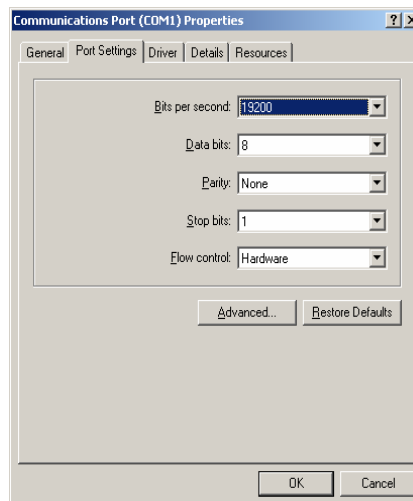 Communications Port (COM1) Properties
General Port Settings Driver Details Resources
Bits per second: 19200
Data bits: 8
Parity: None
Stop bits: 1
Flow control: Hardware
Advanced... Restore Defaults
OK Cancel